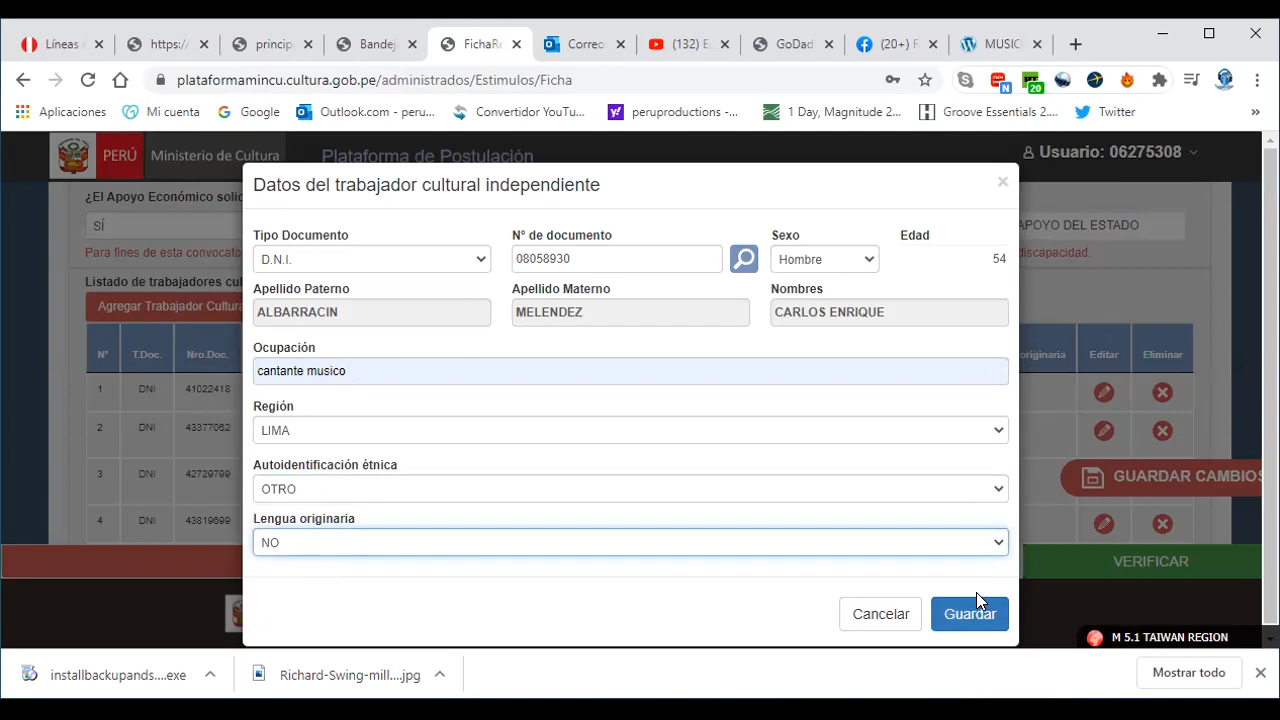 Líneas
https:/
princip
Bandej
FichaRe
Correo
(132) E
GoDad
(20+) F
MUSIC
plataformamincu.cultura.gob.pe/administrados/Estimulos/Ficha
N
20
Aplicaciones
Mi cuenta
Google
Outlook.com - peru...
Convertidor YouTu...
peruproductions -...
1 Day, Magnitude 2...
Groove Essentials 2....
Twitter
PERÚ
Ministerio de Cultura
Plataforma de Postulación
Usuario: 06275308
¿El Apoyo Económico solic
SÍ
APOYO DEL ESTADO
Para fines de esta convocato
discapacidad.
Listado de trabajadores cul
Agregar Trabajador Cultura
N° T.Doc. Nro.Doc. originaria Editar Eliminar
1 DNI 41022418
2 DNI 43377062
3 DNI 42729799
4 DNI 43819699
GUARDAR CAMBIOS
VERIFICAR
Datos del trabajador cultural independiente
Tipo Documento N° de documento Sexo Edad
D.N.I. 08058930 Hombre 54
Apellido Paterno Apellido Materno Nombres
ALBARRACIN MELENDEZ CARLOS ENRIQUE
Ocupación
cantante musico
Región
LIMA
Autoidentificación étnica
OTRO
Lengua originaria
NO
Cancelar Guardar
M 5.1 TAIWAN REGION
installbackupands....exe
Richard-Swing-mill....jpg
Mostrar todo